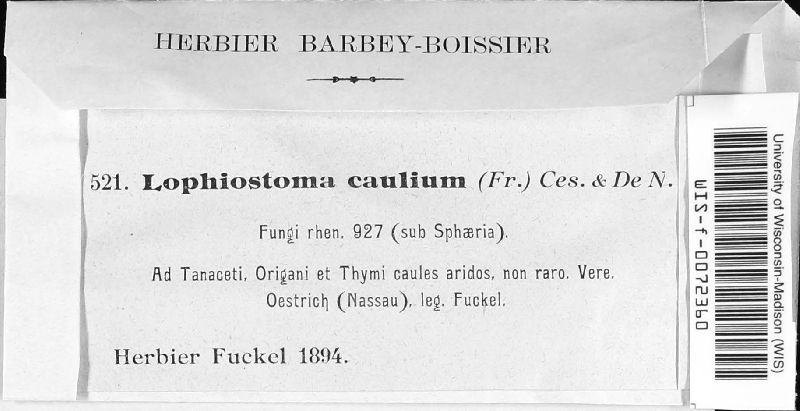 HERBIER BARBEY-BOISSIER
521. Lophiostoma caulium (Fr.) Ces. & De N.
Fungi rhen. 927 (sub Sphæria).
Ad Tanaceti, Origani et Thymi caules aridos, non raro. Vere.
Oestrich (Nassau), leg. Fuckel.
Herbier Fuckel 1894.
University of Wisconsin-Madison (WIS)
WIS-f-0072360